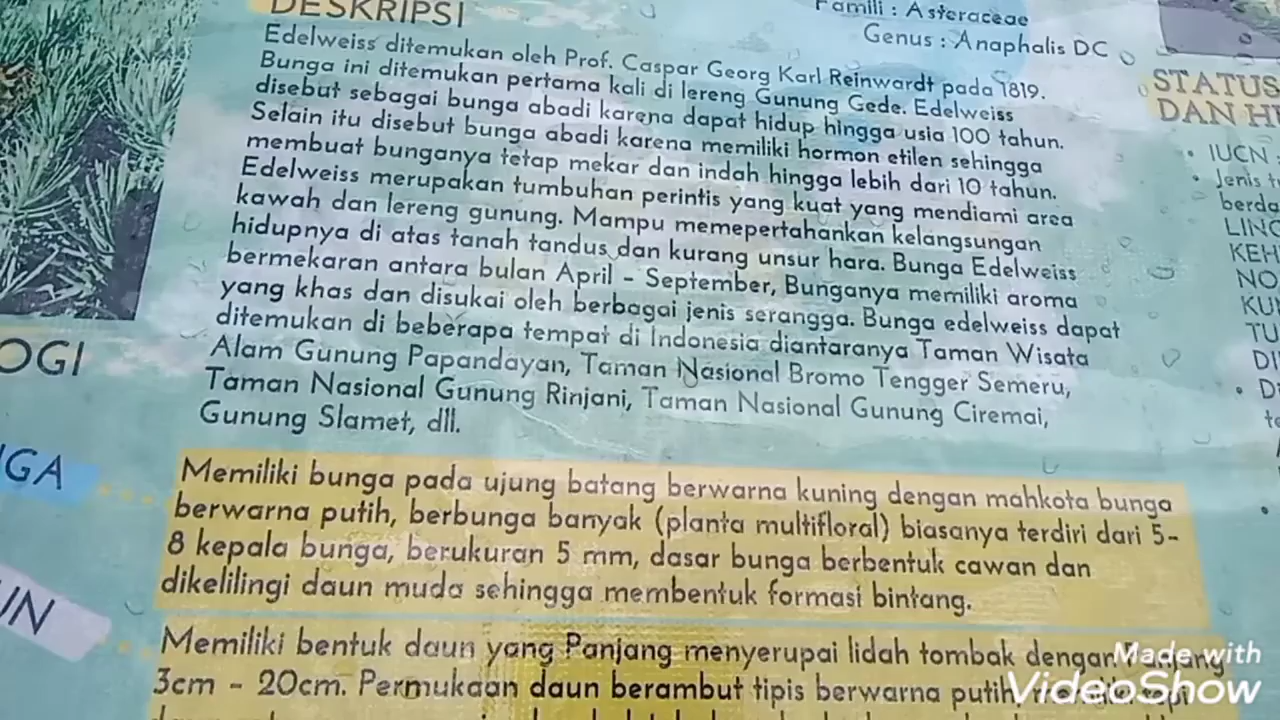 DESKRIPSI
Famili : Asteraceae
Genus : Anaphalis DC
Edelweiss ditemukan oleh Prof. Caspar Georg Karl Reinwardt pada 1819.
Bunga ini ditemukan pertama kali di lereng Gunung Gede. Edelweiss
disebut sebagai bunga abadi karena dapat hidup hingga usia 100 tahun.
Selain itu disebut bunga abadi karena memiliki hormon etilen sehingga
membuat bunganya tetap mekar dan indah hingga lebih dari 10 tahun.
Edelweiss merupakan tumbuhan perintis yang kuat yang mendiami area
kawah dan lereng gunung. Mampu memepertahankan kelangsungan
hidupnya di atas tanah tandus dan kurang unsur hara. Bunga Edelweiss
bermekaran antara bulan April - September, Bunganya memiliki aroma
yang khas dan disukai oleh berbagai jenis serangga. Bunga edelweiss dapat
ditemukan di beberapa tempat di Indonesia diantaranya Taman Wisata
Alam Gunung Papandayan, Taman Nasional Bromo Tengger Semeru,
Taman Nasional Gunung Rinjani, Taman Nasional Gunung Ciremai,
Gunung Slamet, dll.
OGI
GA
Memiliki bunga pada ujung batang berwarna kuning dengan mahkota bunga
berwarna putih, berbunga banyak (planta multifloral) biasanya terdiri dari 5-
8 kepala bunga, berukuran 5 mm, dasar bunga berbentuk cawan dan
dikelilingi daun muda sehingga membentuk formasi bintang.
UN
Memiliki bentuk daun yang Panjang menyerupai lidah tombak dengan
3cm - 20cm. Permukaan daun berambut tipis berwarna putih
STATUS
DAN
• IUCN
• Jenis
berda
LING
KEH
NO
KU
TU
Made with
VideoShow